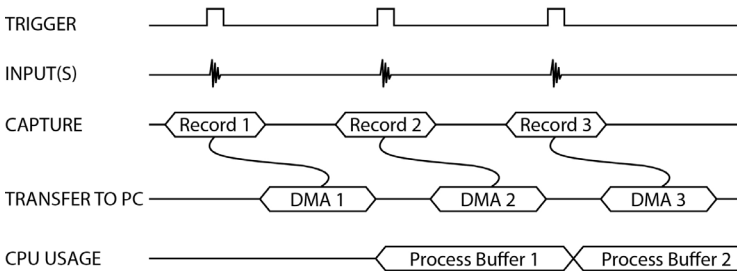 TRIGGER
INPUT(S)
CAPTURE Record 1 Record 2 Record 3
TRANSFER TO PC DMA 1 DMA 2 DMA 3
CPU USAGE Process Buffer 1 Process Buffer 2